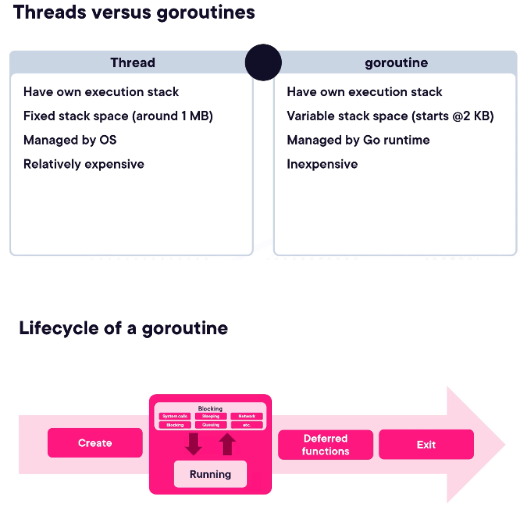 Threads versus goroutines
Thread
Have own execution stack
Fixed stack space (around 1 MB)
Managed by OS
Relatively expensive
goroutine
Have own execution stack
Variable stack space (starts @2 KB)
Managed by Go runtime
Inexpensive
Lifecycle of a goroutine
Create
Blocking
System calls
Sleeping
Network
Blocking
Queuing
etc.
Running
Deferred
functions
Exit